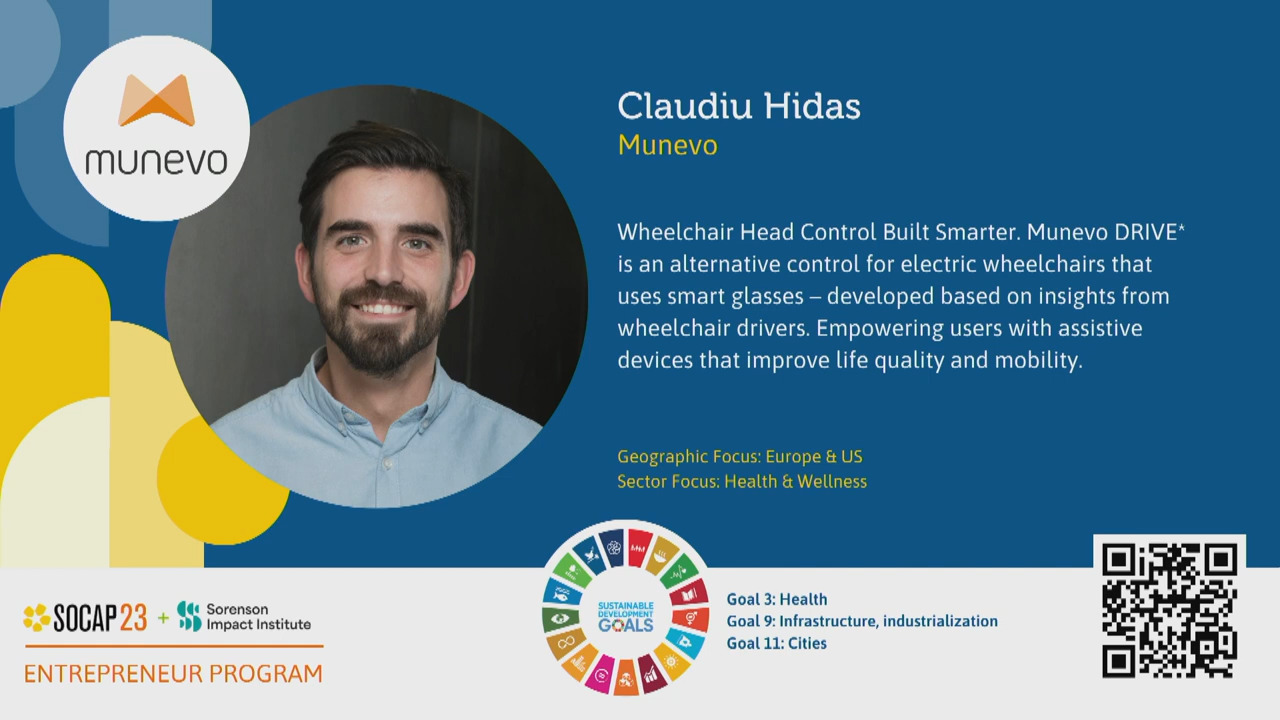 munevo
Claudiu Hidas
Munevo
Wheelchair Head Control Built Smarter. Munevo DRIVE*
is an alternative control for electric wheelchairs that
uses smart glasses – developed based on insights from
wheelchair drivers. Empowering users with assistive
devices that improve life quality and mobility.
Geographic Focus: Europe & US
Sector Focus: Health & Wellness
SOCAP23 + Sorenson
Impact Institute
ENTREPRENEUR PROGRAM
SUSTAINABLE
DEVELOPMENT
GOALS
Goal 3: Health
Goal 9: Infrastructure, industrialization
Goal 11: Cities